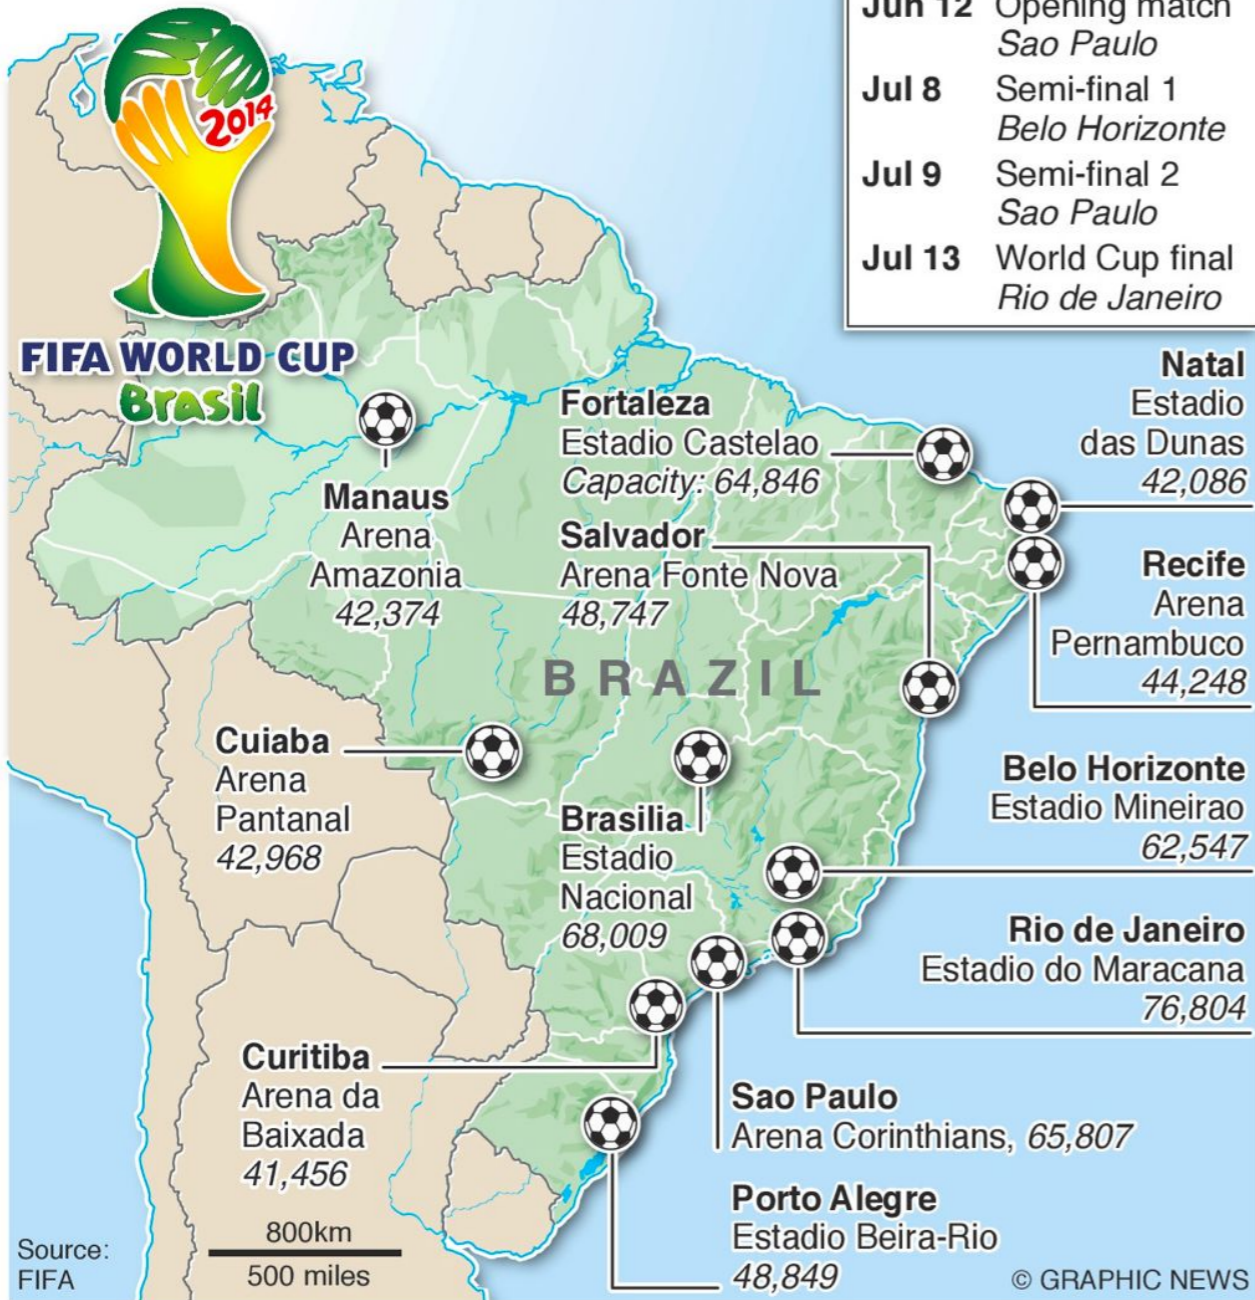 2014
FIFA WORLD CUP
Brasil
Jun 12 Opening match
Sao Paulo
Jul 8 Semi-final 1
Belo Horizonte
Jul 9 Semi-final 2
Sao Paulo
Jul 13 World Cup final
Rio de Janeiro
Natal
Estadio
das Dunas
42,086
Fortaleza
Estadio Castelao
Capacity: 64,846
Manaus
Arena
Amazonia
42,374
Salvador
Arena Fonte Nova
48,747
Recife
Arena
Pernambuco
44,248
BRAZIL
Cuiaba
Arena
Pantanal
42,968
Brasilia
Estadio
Nacional
68,009
Belo Horizonte
Estadio Mineirao
62,547
Rio de Janeiro
Estadio do Maracana
76,804
Curitiba
Arena da
Baixada
41,456
Sao Paulo
Arena Corinthians, 65,807
Porto Alegre
Estadio Beira-Rio
48,849
800km
500 miles
Source:
FIFA
© GRAPHIC NEWS